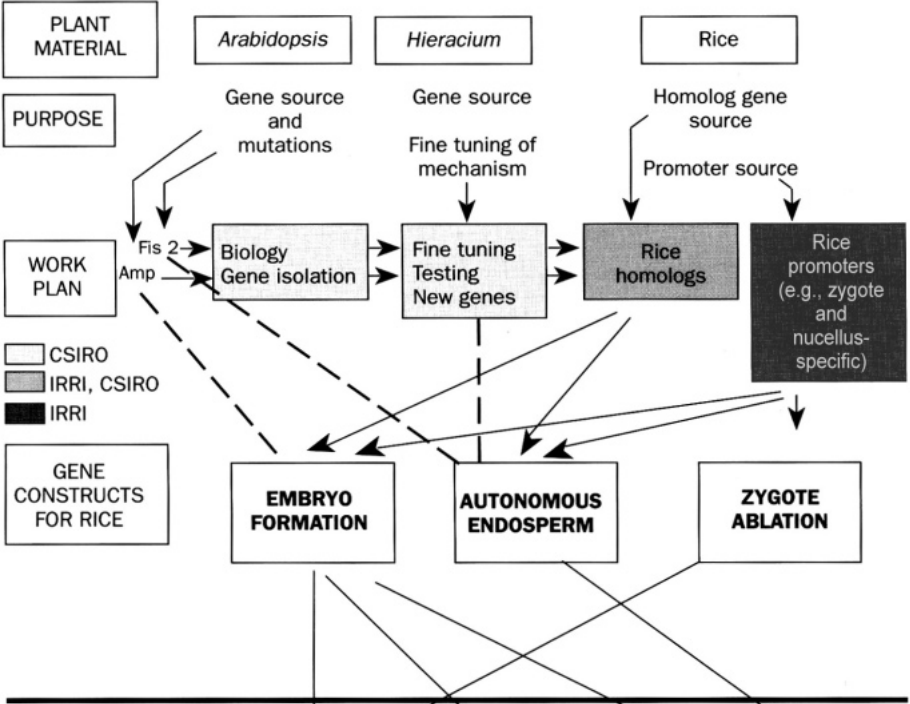 PLANT
MATERIAL
Arabidopsis
Hieracium
Rice
PURPOSE
Gene source
and
mutations
Gene source
Fine tuning of
mechanism
Homolog gene
source
Promoter source
WORK
PLAN
Fis 2
Amp
Biology
Gene isolation
Fine tuning
Testing
New genes
Rice
homologs
Rice
promoters
(e.g., zygote
and
nucellus-
specific)
CSIRO
IRRI, CSIRO
IRRI
GENE
CONSTRUCTS
FOR RICE
EMBRYO
FORMATION
AUTONOMOUS
ENDOSPERM
ZYGOTE
ABLATION